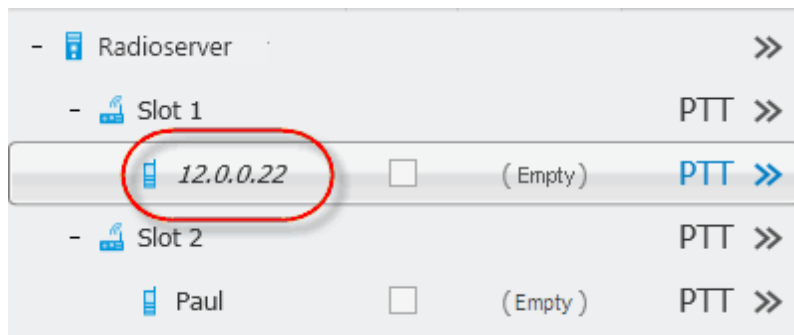 - Radioserver »
- Slot 1 PTT »
12.0.0.22 (Empty) PTT »
- Slot 2 PTT »
Paul (Empty) PTT »